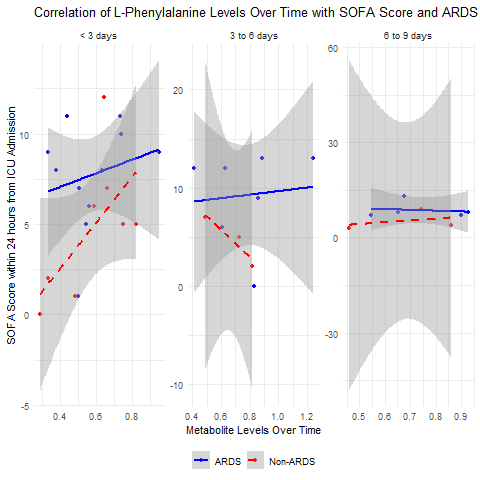 Correlation of L-Phenylalanine Levels Over Time with SOFA Score and ARDS
< 3 days
3 to 6 days
6 to 9 days
SOFA Score within 24 hours from ICU Admission
10
5
0
-5
20
10
0
-10
60
30
0
-30
0.4 0.6 0.8
0.4 0.6 0.8 1.0 1.2
0.5 0.6 0.7 0.8 0.9
Metabolite Levels Over Time
ARDS
Non-ARDS